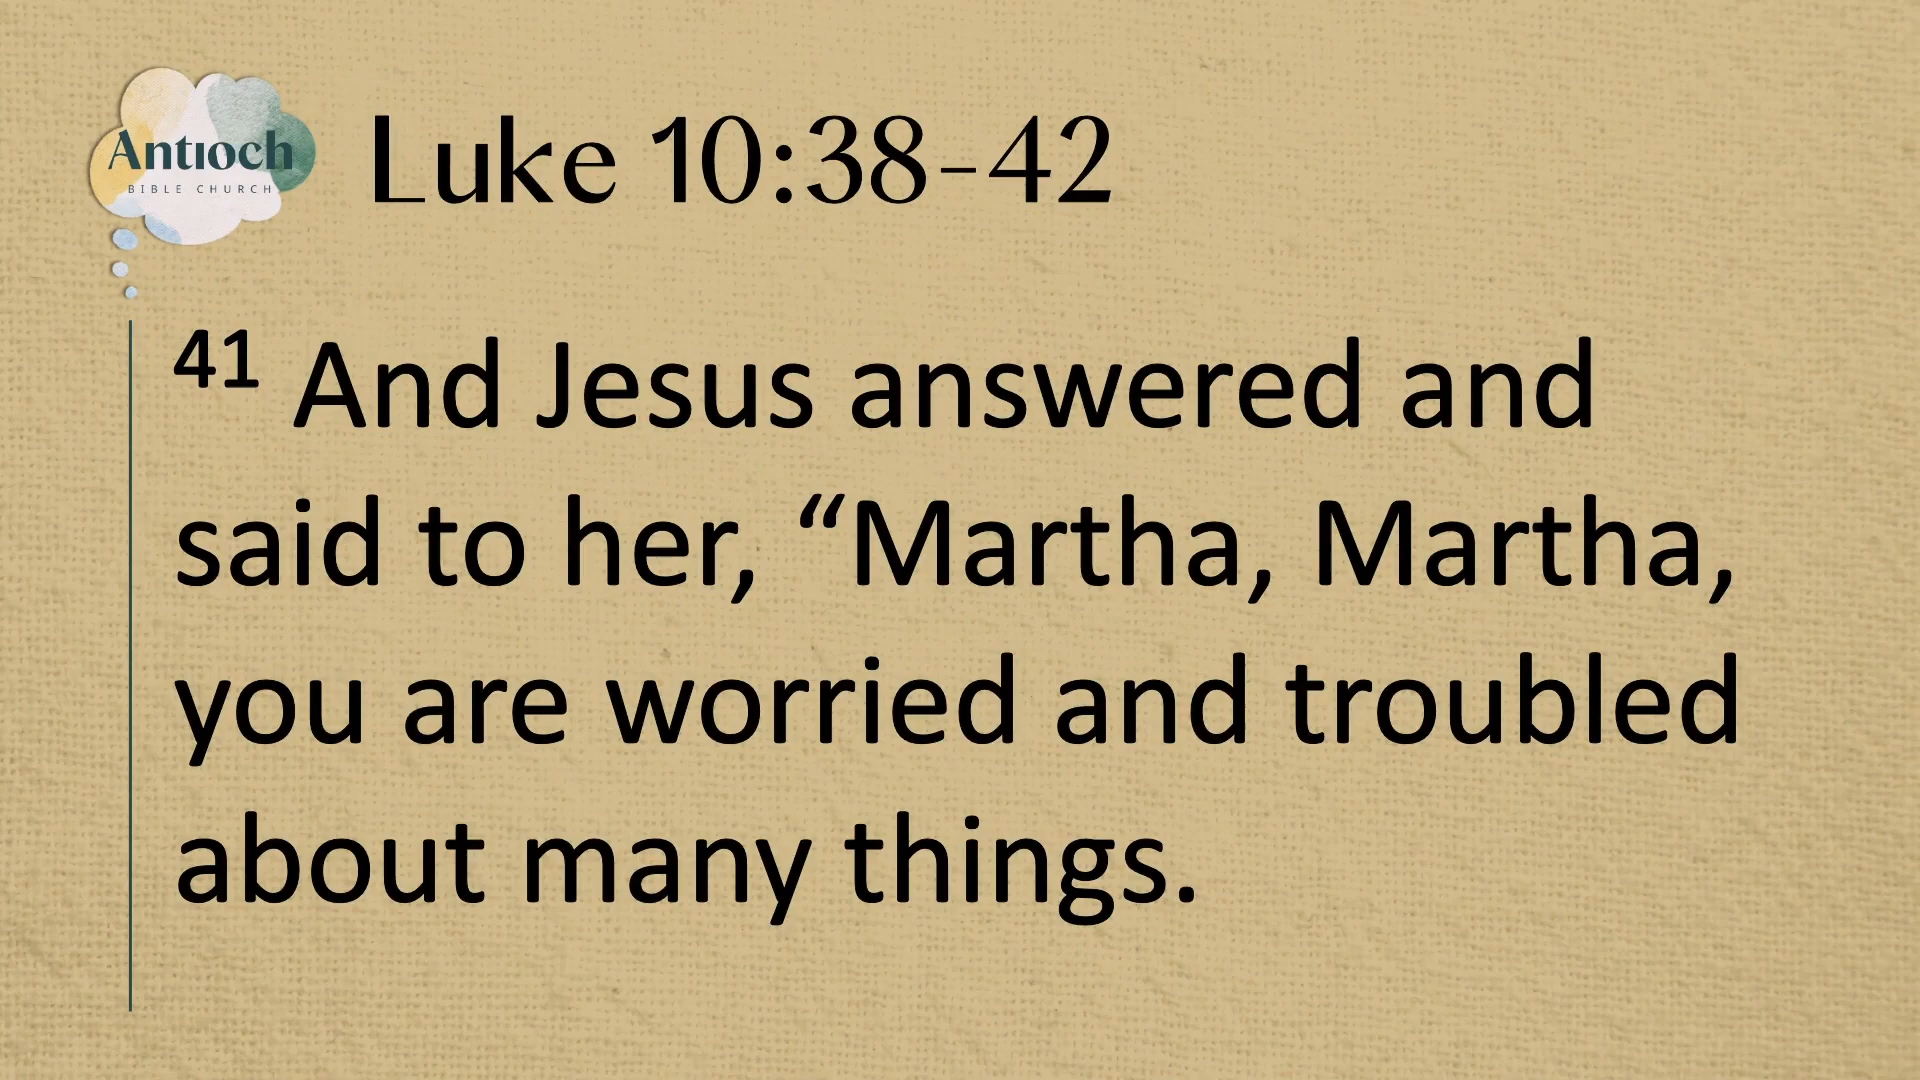 Antioch
BIBLE CHURCH
Luke 10:38-42
41 And Jesus answered and
said to her, “Martha, Martha,
you are worried and troubled
about many things.